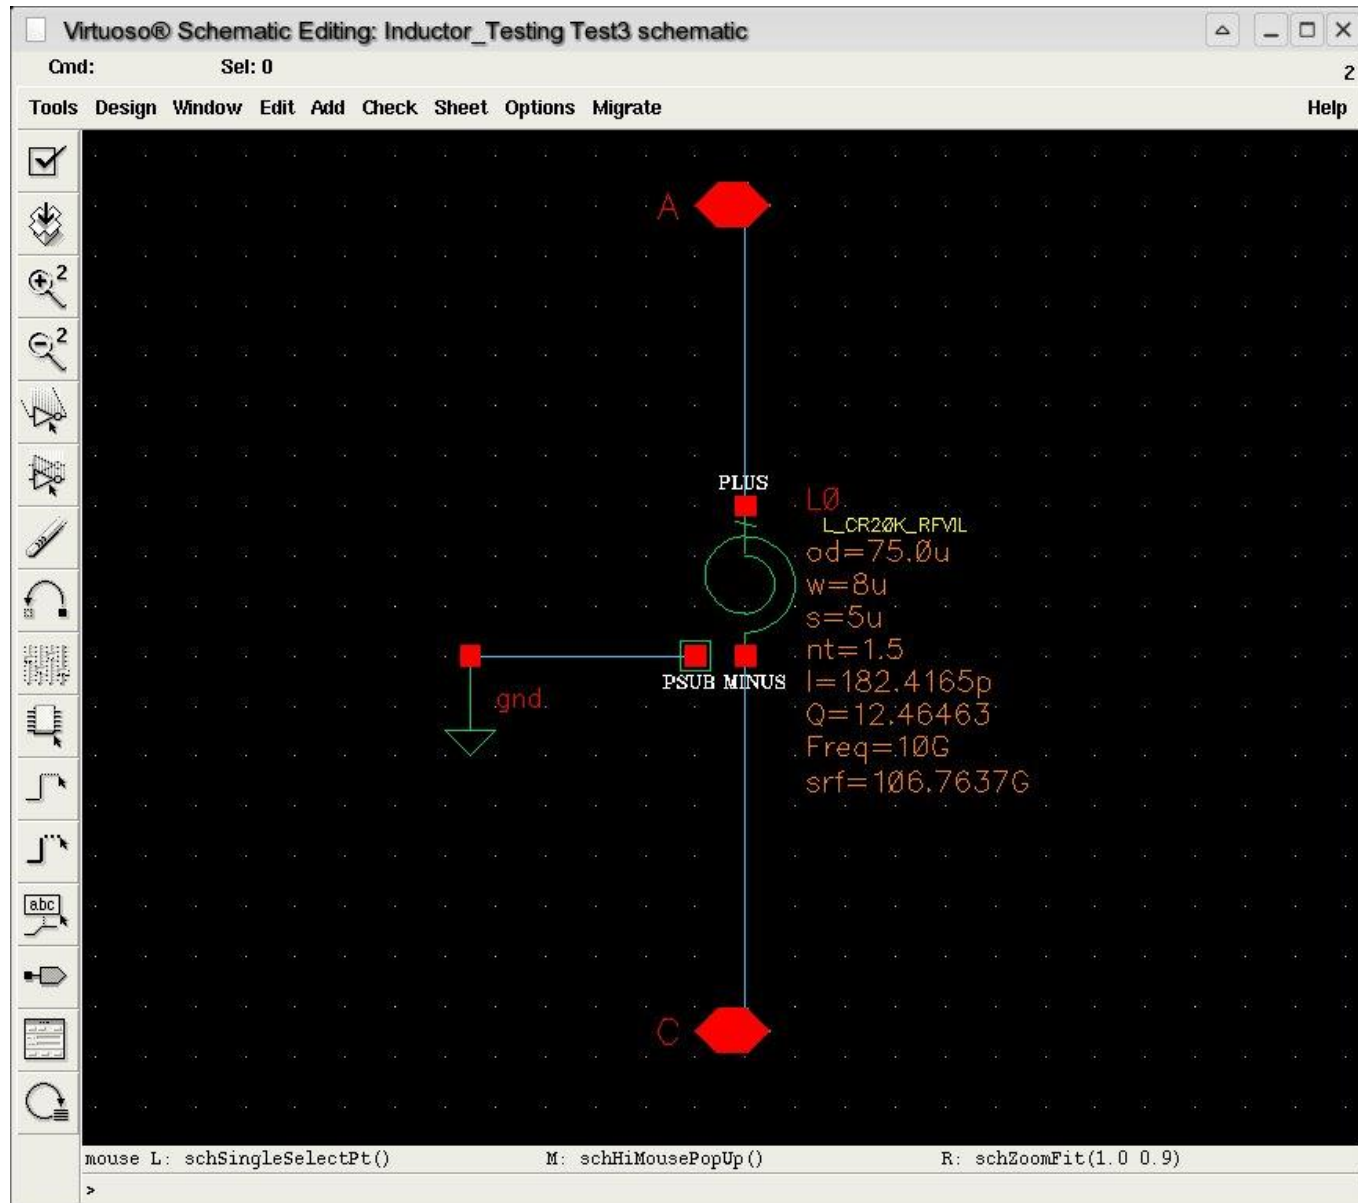 Virtuoso® Schematic Editing: Inductor_Testing Test3 schematic
Cmd: Sel: 0 2
Tools Design Window Edit Add Check Sheet Options Migrate Help
2
2
abc
A
PLUS
L0
L_CR20K_RFVIL
od=75.0u
w=8u
s=5u
nt=1.5
PSUB MINUS
l=182.4165p
gnd
Q=12.46463
Freq=10G
srf=106.7637G
C
mouse L: schSingleSelectPt() M: schHiMousePopUp() R: schZoomFit(1.0 0.9)
>